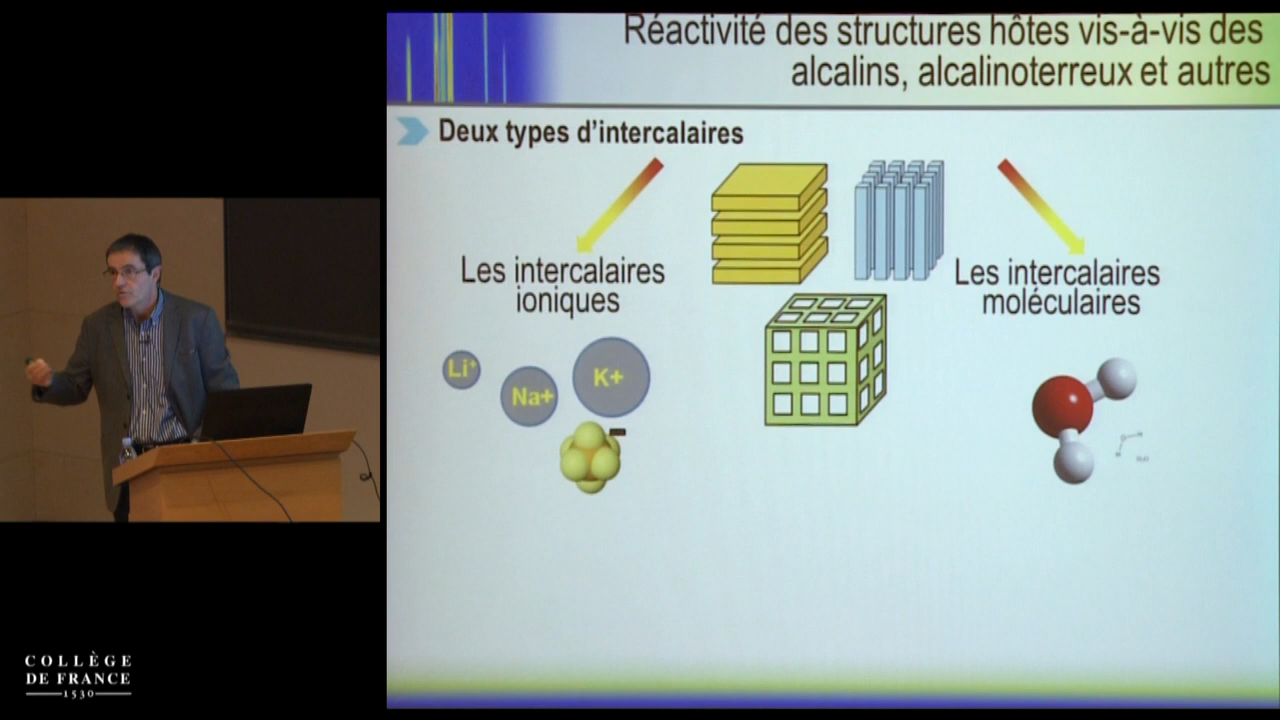 Réactivité des structures hôtes vis-à-vis des
alcalins, alcalinoterreux et autres
Deux types d'intercalaires
Les intercalaires
ioniques
Les intercalaires
moléculaires
Li+
Na+
K+
COLLÈGE
DE FRANCE
1530